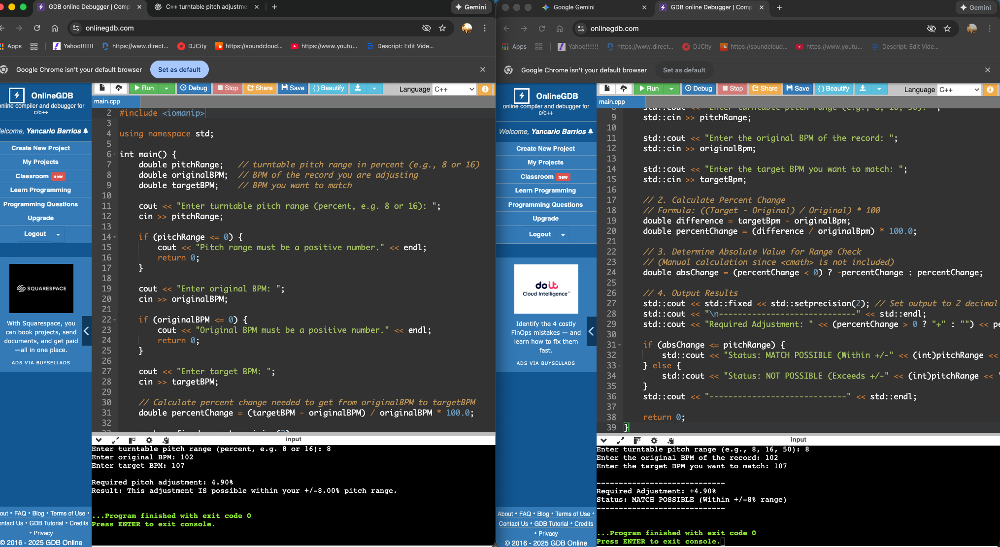 GDB online Debugger | Comp
C++ turntable pitch adjustme
Gemini
onlinegdb.com
Apps
Yahoo!!!!!!!
https://www.direct...
DJCity
https://soundcloud...
https://www.youtu...
Descript: Edit Vide...
Google Chrome isn't your default browser
Set as default
OnlineGDB
online compiler and debugger for
c/c++
Welcome, Yancarlo Barrios
Create New Project
My Projects
Classroom new
Learn Programming
Programming Questions
Upgrade
Logout
SQUARESPACE
With Squarespace, you
can book projects, send
documents, and get paid
—all in one place.
ADS VIA BUYSELLADS
out • FAQ • Blog • Terms of Use •
ontact Us • GDB Tutorial • Credits
• Privacy
© 2016 - 2025 GDB Online
Run Debug Stop Share Save { } Beautify
Language C++
main.cpp
2 #include <iomanip>
3
4 using namespace std;
5
6 int main() {
7 double pitchRange; // turntable pitch range in percent (e.g., 8 or 16)
8 double originalBPM; // BPM of the record you are adjusting
9 double targetBPM; // BPM you want to match
10
11 cout << "Enter turntable pitch range (percent, e.g. 8 or 16): ";
12 cin >> pitchRange;
13
14 if (pitchRange <= 0) {
15 cout << "Pitch range must be a positive number." << endl;
16 return 0;
17 }
18
19 cout << "Enter original BPM: ";
20 cin >> originalBPM;
21
22 if (originalBPM <= 0) {
23 cout << "Original BPM must be a positive number." << endl;
24 return 0;
25 }
26
27 cout << "Enter target BPM: ";
28 cin >> targetBPM;
29
30 // Calculate percent change needed to get from originalBPM to targetBPM
31 double percentChange = (targetBPM - originalBPM) / originalBPM * 100.0;
32
33 cout << fixed << setprecision(2);
input
Enter turntable pitch range (percent, e.g. 8 or 16): 8
Enter original BPM: 102
Enter target BPM: 107
Required pitch adjustment: 4.90%
Result: This adjustment IS possible within your +/-8.00% pitch range.
...Program finished with exit code 0
Press ENTER to exit console.
Google Gemini
GDB online Debugger | Comp
Gemini
onlinegdb.com
Apps
Yahoo!!!!!!!
https://www.direct...
DJCity
https://soundcloud...
https://www.youtu...
Descript: Edit Vide...
Google Chrome isn't your default browser
Set as default
OnlineGDB
online compiler and debugger for
c/c++
Welcome, Yancarlo Barrios
Create New Project
My Projects
Classroom new
Learn Programming
Programming Questions
Upgrade
Logout
doit
Cloud Intelligence™
Identify the 4 costly
FinOps mistakes — and
learn how to fix them
fast.
ADS VIA BUYSELLADS
About • FAQ • Blog • Terms of Use •
Contact Us • GDB Tutorial • Credits
• Privacy
© 2016 - 2025 GDB Online
Run Debug Stop Share Save { } Beautify
Language C++
main.cpp
8 std::cout << "Enter turntable pitch range (e.g., 8, 16, 50): ";
9 std::cin >> pitchRange;
10
11 std::cout << "Enter the original BPM of the record: ";
12 std::cin >> originalBpm;
13
14 std::cout << "Enter the target BPM you want to match: ";
15 std::cin >> targetBpm;
16
17 // 2. Calculate Percent Change
18 // Formula: ((Target - Original) / Original) * 100
19 double difference = targetBpm - originalBpm;
20 double percentChange = (difference / originalBpm) * 100.0;
21
22 // 3. Determine Absolute Value for Range Check
23 // (Manual calculation since <cmath> is not included)
24 double absChange = (percentChange < 0) ? -percentChange : percentChange;
25
26 // 4. Output Results
27 std::cout << std::fixed << std::setprecision(2); // Set output to 2 decimal
28 std::cout << "\n-----------------------------" << std::endl;
29 std::cout << "Required Adjustment: " << (percentChange > 0 ? "+" : "") << pe
30
31 if (absChange <= pitchRange) {
32 std::cout << "Status: MATCH POSSIBLE (Within +/-" << (int)pitchRange <<
33 } else {
34 std::cout << "Status: NOT POSSIBLE (Exceeds +/-" << (int)pitchRange << "
35 }
36 std::cout << "-----------------------------" << std::endl;
37
38 return 0;
39 }
input
Enter turntable pitch range (e.g., 8, 16, 50): 8
Enter the original BPM of the record: 102
Enter the target BPM you want to match: 107
-----------------------------
Required Adjustment: +4.90%
Status: MATCH POSSIBLE (Within +/-8% range)
-----------------------------
...Program finished with exit code 0
Press ENTER to exit console.